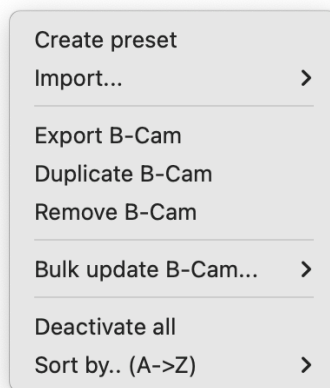 Create preset
Import...
Export B-Cam
Duplicate B-Cam
Remove B-Cam
Bulk update B-Cam...
Deactivate all
Sort by.. (A->Z)